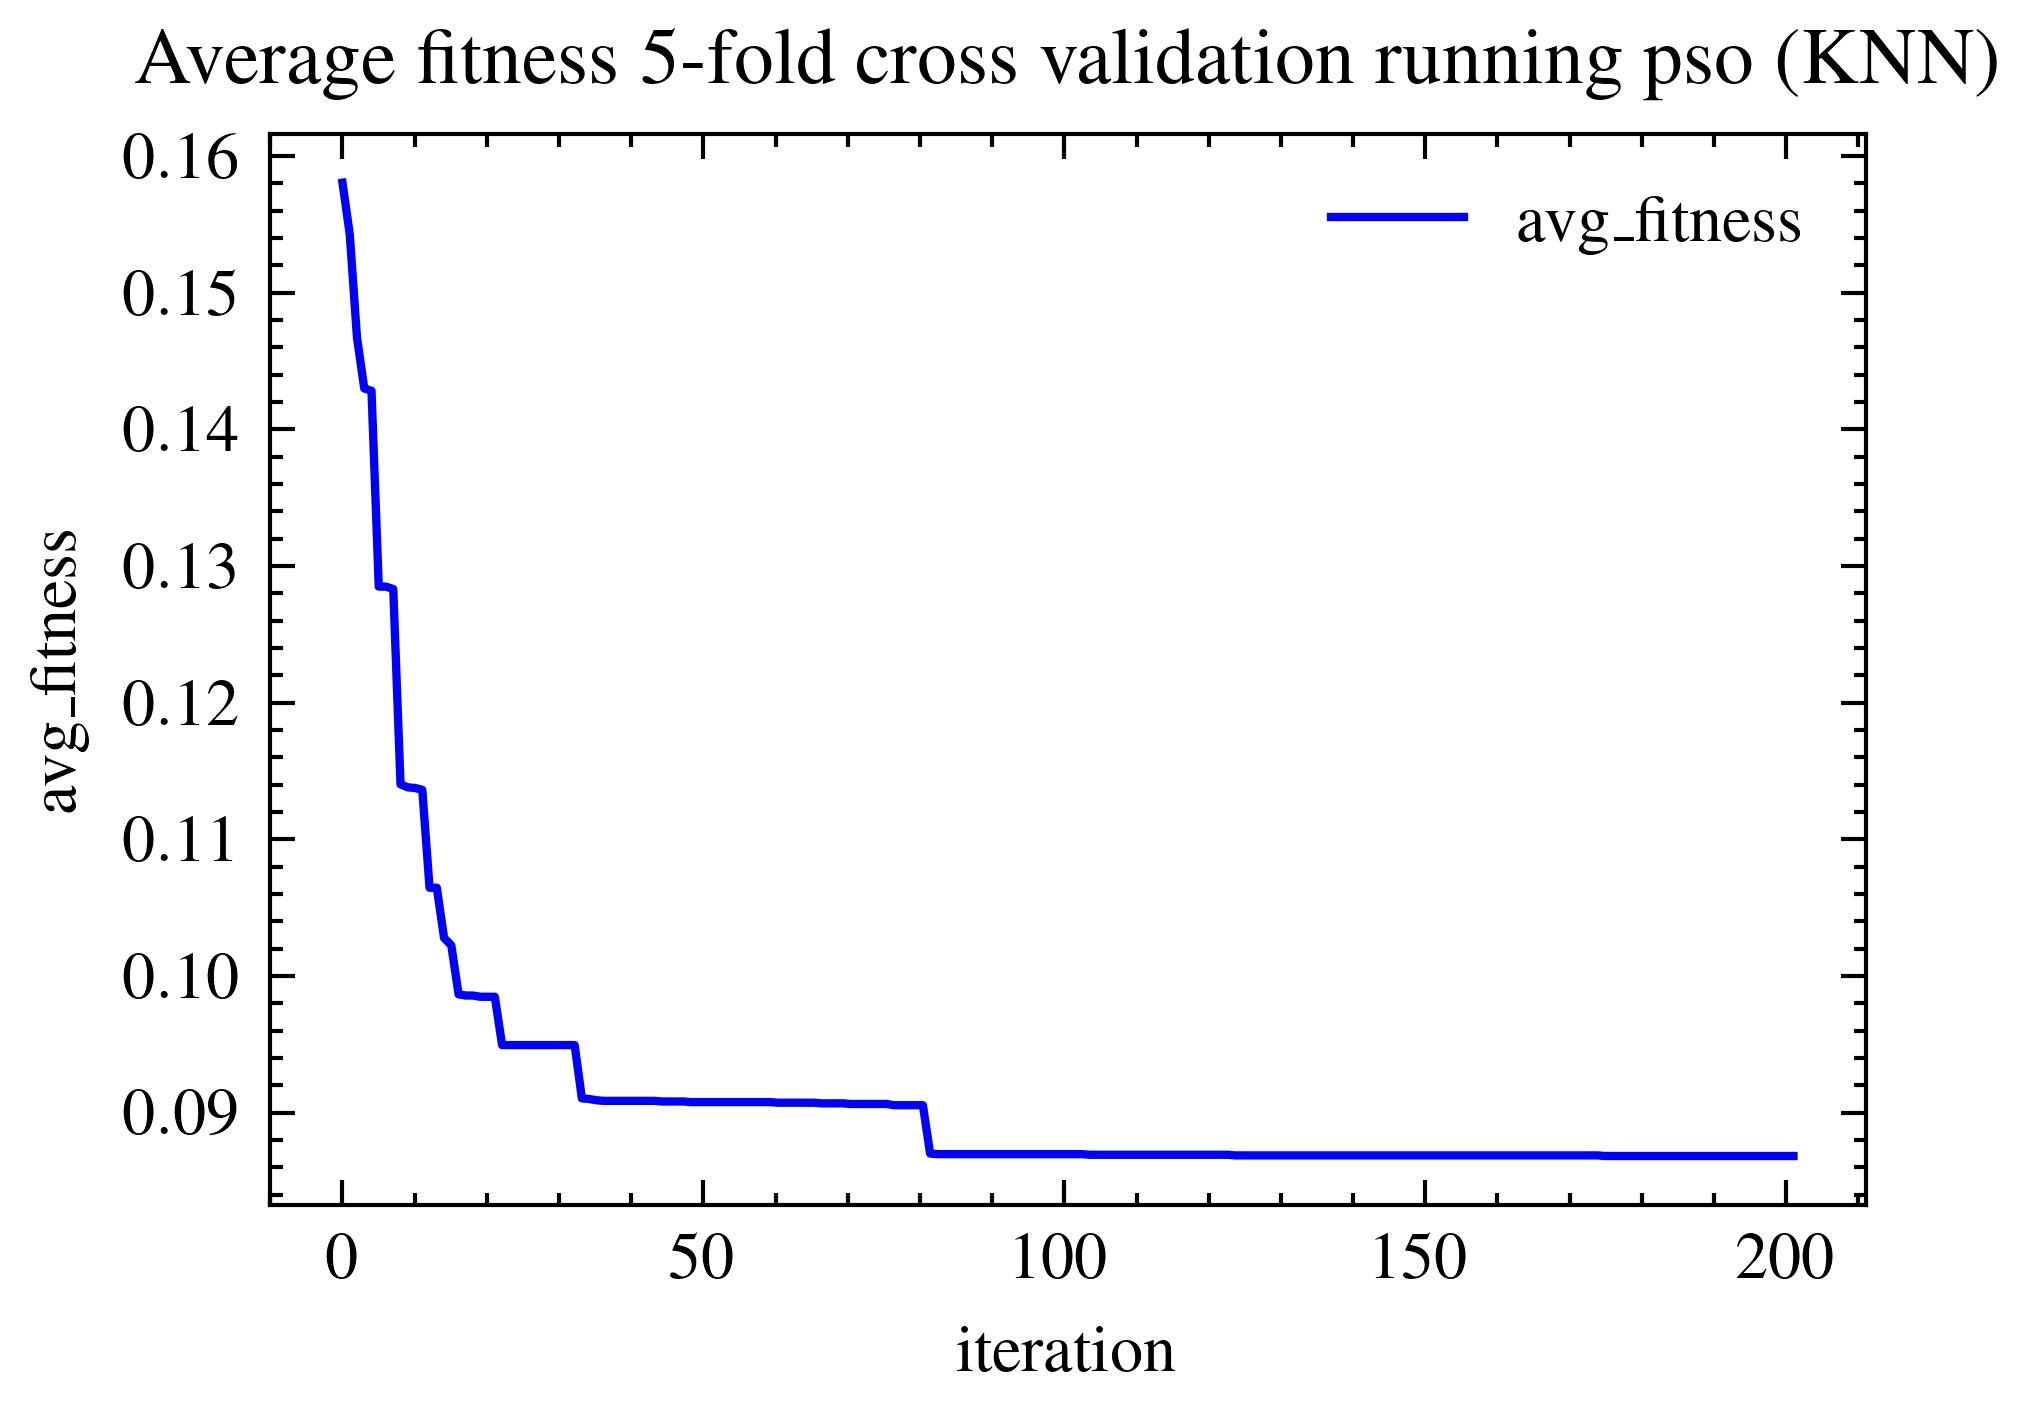 Average fitness 5-fold cross validation running pso (KNN)
0.16
0.15
0.14
0.13
0.12
0.11
0.10
0.09
avg_fitness
avg_fitness
0 50 100 150 200
iteration